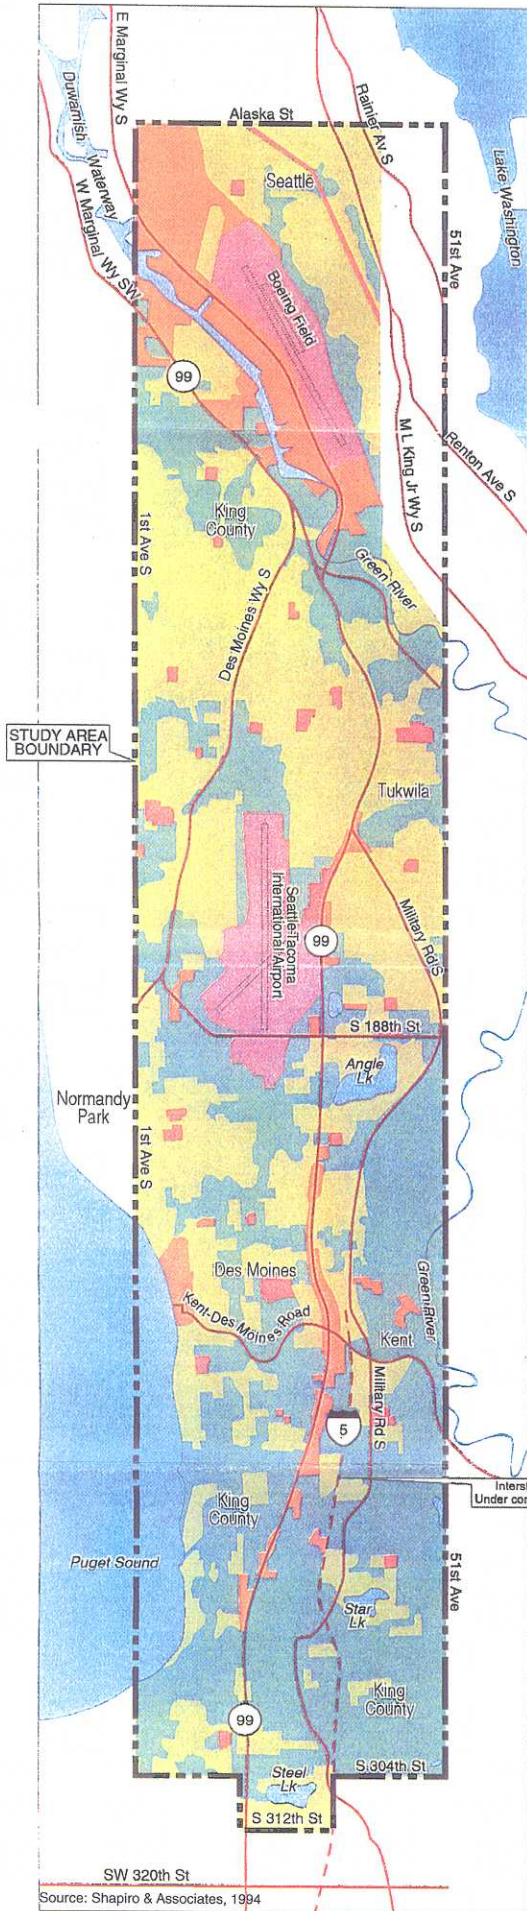 E Marginal Wy S
Duwamish
Waterway
W Marginal Wy SW
Alaska St
Rainier Av S
Lake Washington
Seattle
51st Ave
Boeing Field
99
Renton Ave S
M L King Jr Wy S
King
County
1st Ave S
Green River
Des Moines Wy S
STUDY AREA
BOUNDARY
Tukwila
Seattle-Tacoma
International Airport
99
Military Rd S
S 188th St
Angle
Lk
Normandy
Park
1st Ave S
Des Moines
Green River
Kent-Des Moines Road
Kent
Military Rd S
5
Under
King
County
Puget Sound
51st Ave
Star
Lk
King
County
99
Steel
Lk
S 304th St
S 312th St
SW 320th St
Source: Shapiro & Associates, 1994